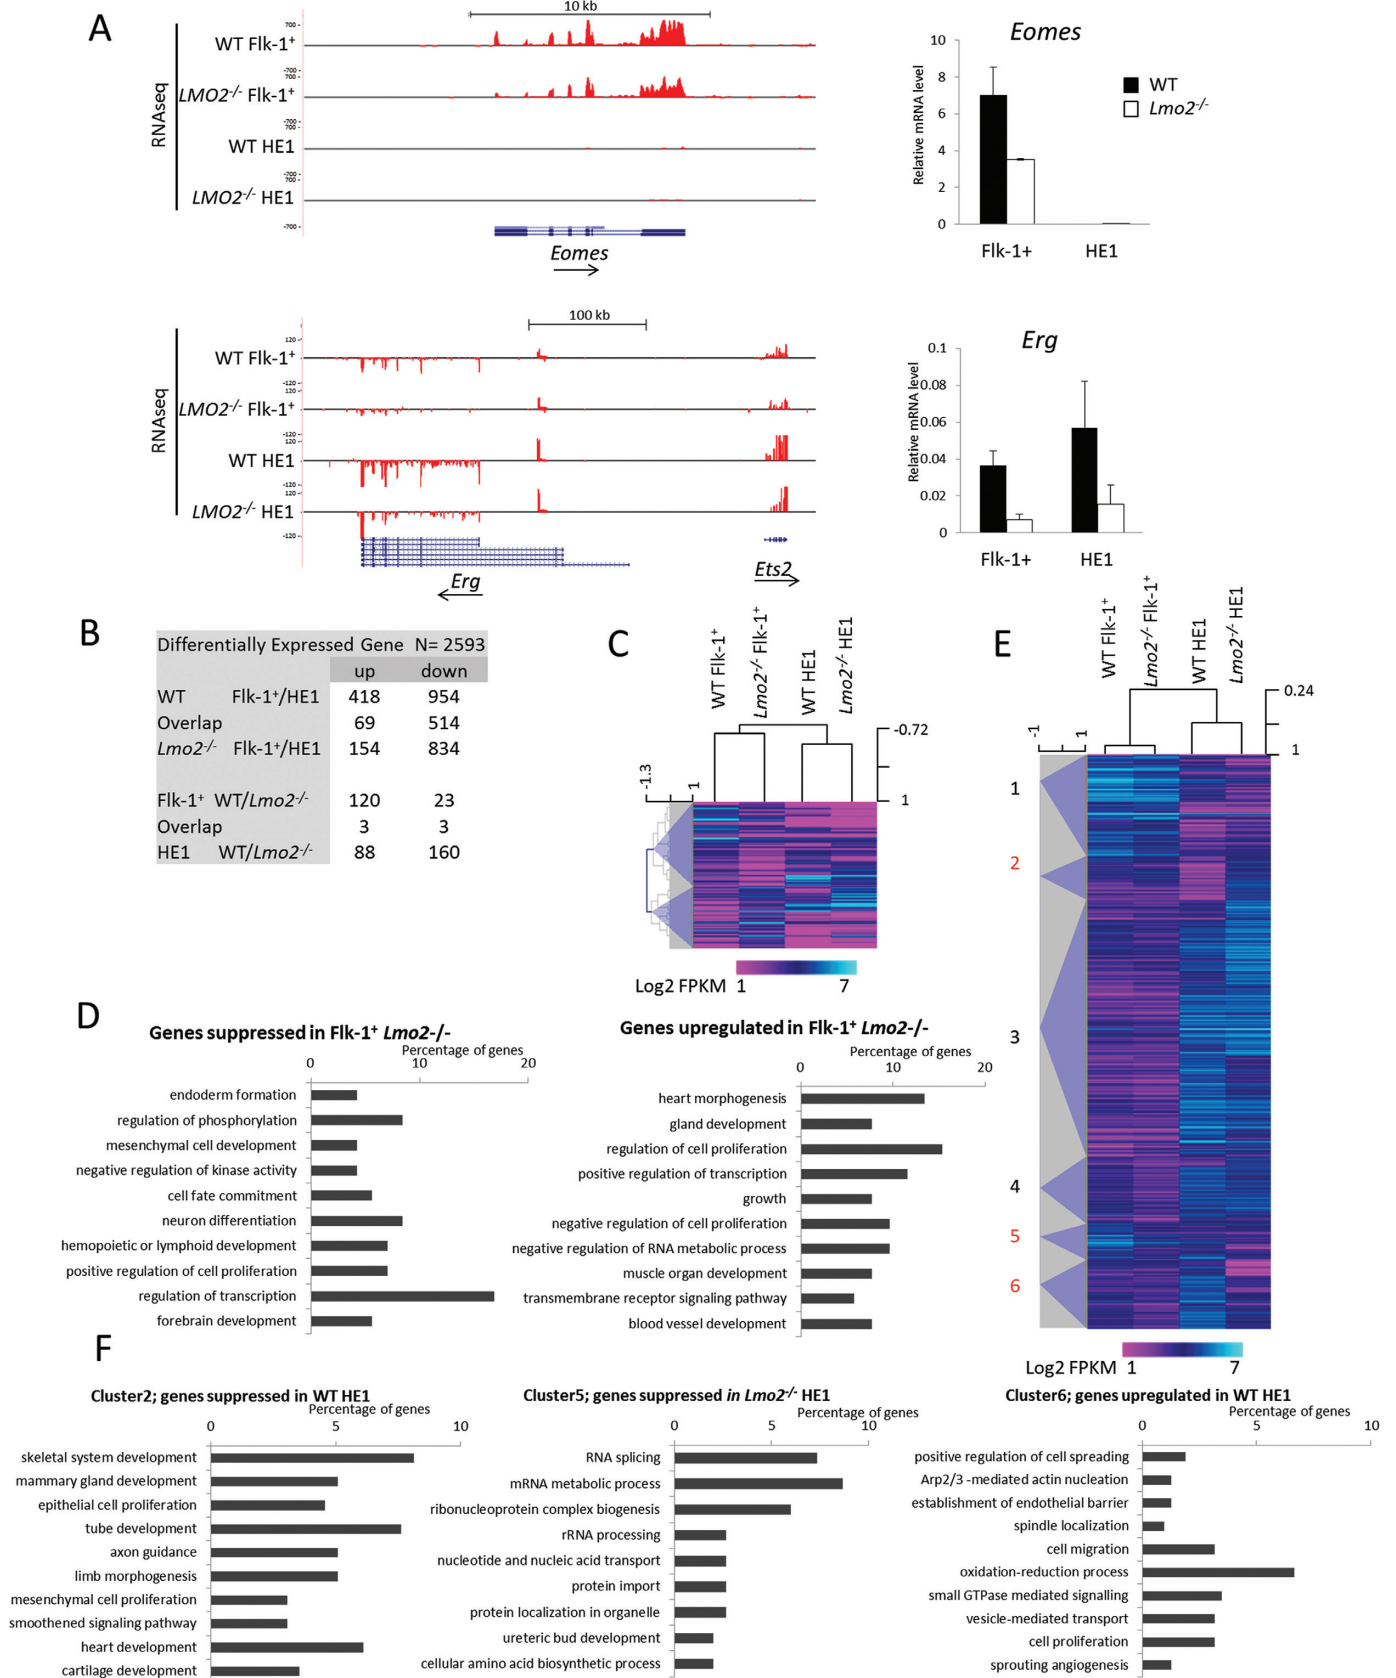 A
10 kb
RNAseq
700
WT Flk-1+
-700
700
LMO2-/- Flk-1+
-700
700
WT HE1
-700
700
LMO2-/- HE1
-700
Eomes
Eomes
Relative mRNA level
10
8
6
4
2
0
WT
Lmo2-/-
Flk-1+ HE1
100 kb
RNAseq
120
WT Flk-1+
-120
120
LMO2-/- Flk-1+
-120
120
WT HE1
-120
120
LMO2-/- HE1
-120
Erg
Ets2
Erg
Relative mRNA level
0.1
0.08
0.06
0.04
0.02
0
Flk-1+ HE1
B
Differentially Expressed Gene N= 2593
up down
WT Flk-1+/HE1 418 954
Overlap 69 514
Lmo2-/- Flk-1+/HE1 154 834
Flk-1+ WT/Lmo2-/- 120 23
Overlap 3 3
HE1 WT/Lmo2-/- 88 160
C
WT Flk-1+
Lmo2-/- Flk-1+
WT HE1
Lmo2-/- HE1
-0.72
1
-1.3
1
Log2 FPKM 1 7
E
WT Flk-1+
Lmo2-/- Flk-1+
WT HE1
Lmo2-/- HE1
0.24
1
-1
1
1
2
3
4
5
6
Log2 FPKM 1 7
D
Genes suppressed in Flk-1+ Lmo2-/-
Percentage of genes
0 10 20
endoderm formation
regulation of phosphorylation
mesenchymal cell development
negative regulation of kinase activity
cell fate commitment
neuron differentiation
hemopoietic or lymphoid development
positive regulation of cell proliferation
regulation of transcription
forebrain development
Genes upregulated in Flk-1+ Lmo2-/-
Percentage of genes
0 10 20
heart morphogenesis
gland development
regulation of cell proliferation
positive regulation of transcription
growth
negative regulation of cell proliferation
negative regulation of RNA metabolic process
muscle organ development
transmembrane receptor signaling pathway
blood vessel development
F
Cluster2; genes suppressed in WT HE1
Percentage of genes
0 5 10
skeletal system development
mammary gland development
epithelial cell proliferation
tube development
axon guidance
limb morphogenesis
mesenchymal cell proliferation
smoothened signaling pathway
heart development
cartilage development
Cluster5; genes suppressed in Lmo2-/- HE1
Percentage of genes
0 5 10
RNA splicing
mRNA metabolic process
ribonucleoprotein complex biogenesis
rRNA processing
nucleotide and nucleic acid transport
protein import
protein localization in organelle
ureteric bud development
cellular amino acid biosynthetic process
Cluster6; genes upregulated in WT HE1
Percentage of genes
0 5 10
positive regulation of cell spreading
Arp2/3 -mediated actin nucleation
establishment of endothelial barrier
spindle localization
cell migration
oxidation-reduction process
small GTPase mediated signalling
vesicle-mediated transport
cell proliferation
sprouting angiogenesis